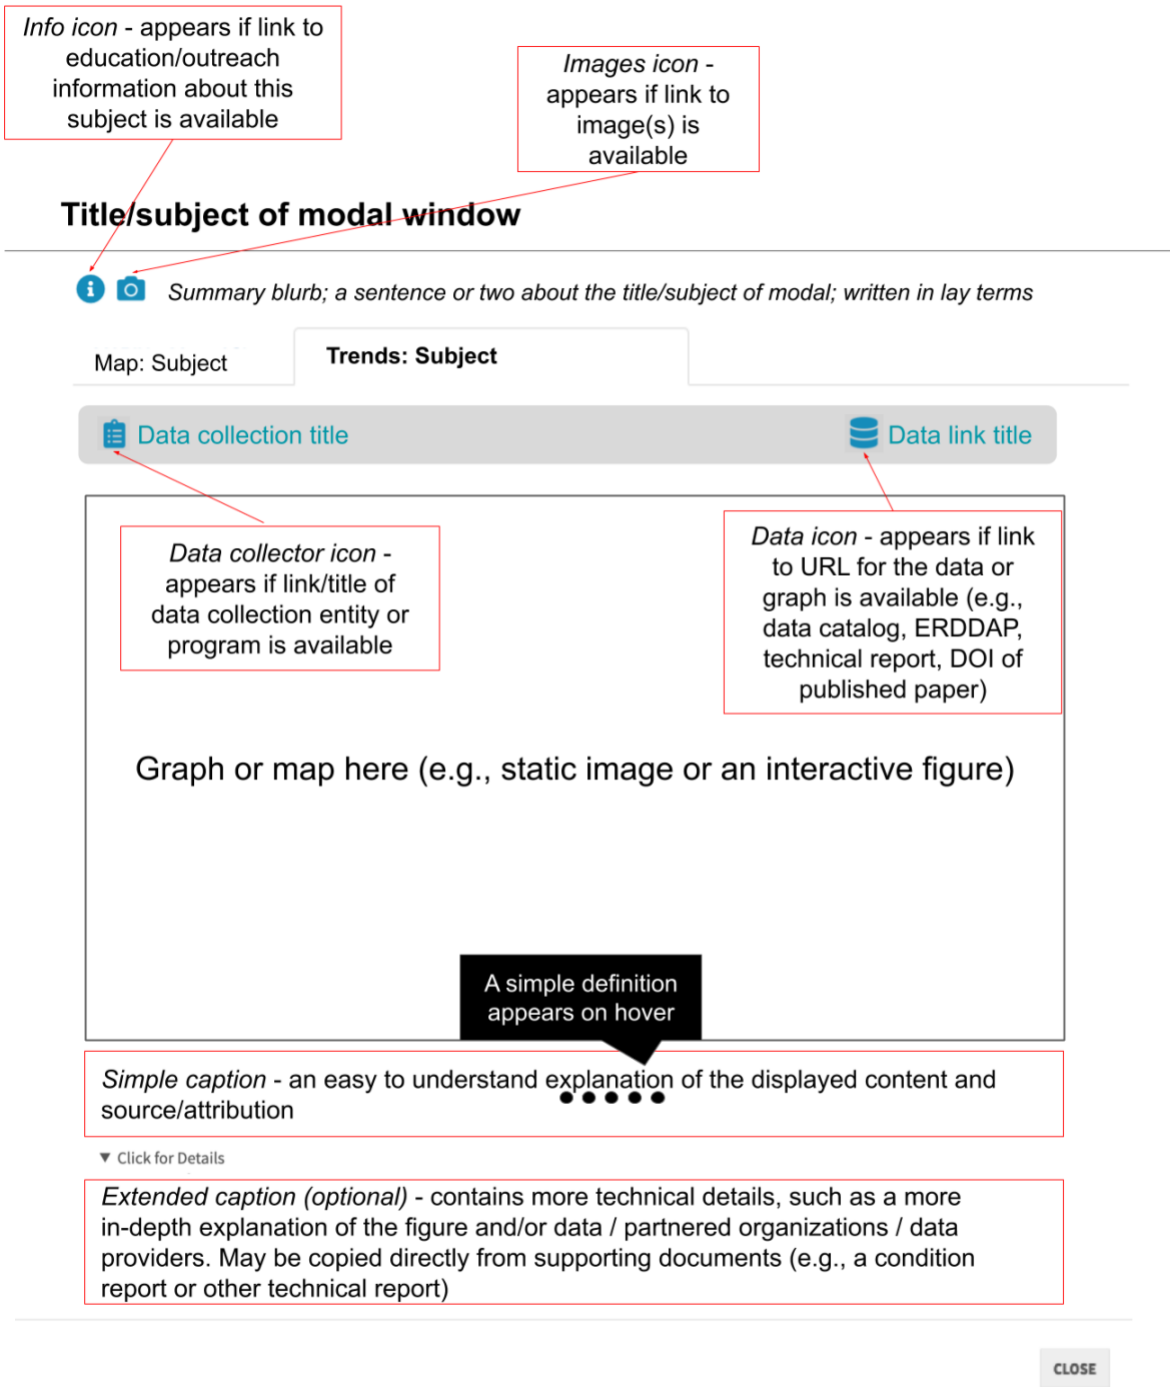 Info icon - appears if link to
education/outreach
information about this
subject is available
Images icon -
appears if link to
image(s) is
available
Title/subject of modal window
Summary blurb; a sentence or two about the title/subject of modal; written in lay terms
Map: Subject
Trends: Subject
Data collection title
Data link title
Data collector icon -
appears if link/title of
data collection entity or
program is available
Data icon - appears if link
to URL for the data or
graph is available (e.g.,
data catalog, ERDDAP,
technical report, DOI of
published paper)
Graph or map here (e.g., static image or an interactive figure)
A simple definition
appears on hover
Simple caption - an easy to understand explanation of the displayed content and
source/attribution
▼ Click for Details
Extended caption (optional) - contains more technical details, such as a more
in-depth explanation of the figure and/or data / partnered organizations / data
providers. May be copied directly from supporting documents (e.g., a condition
report or other technical report)
CLOSE